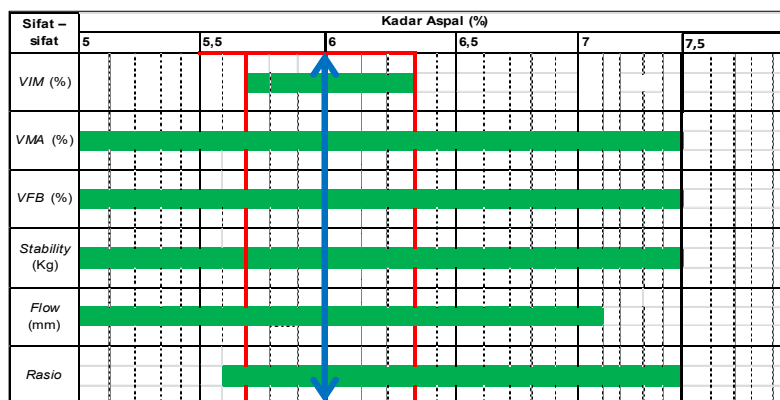 Sifat –
sifat
Kadar Aspal (%)
5
5,5
6
6,5
7
7,5
VIM (%)
VMA (%)
VFB (%)
Stability
(Kg)
Flow
(mm)
Rasio